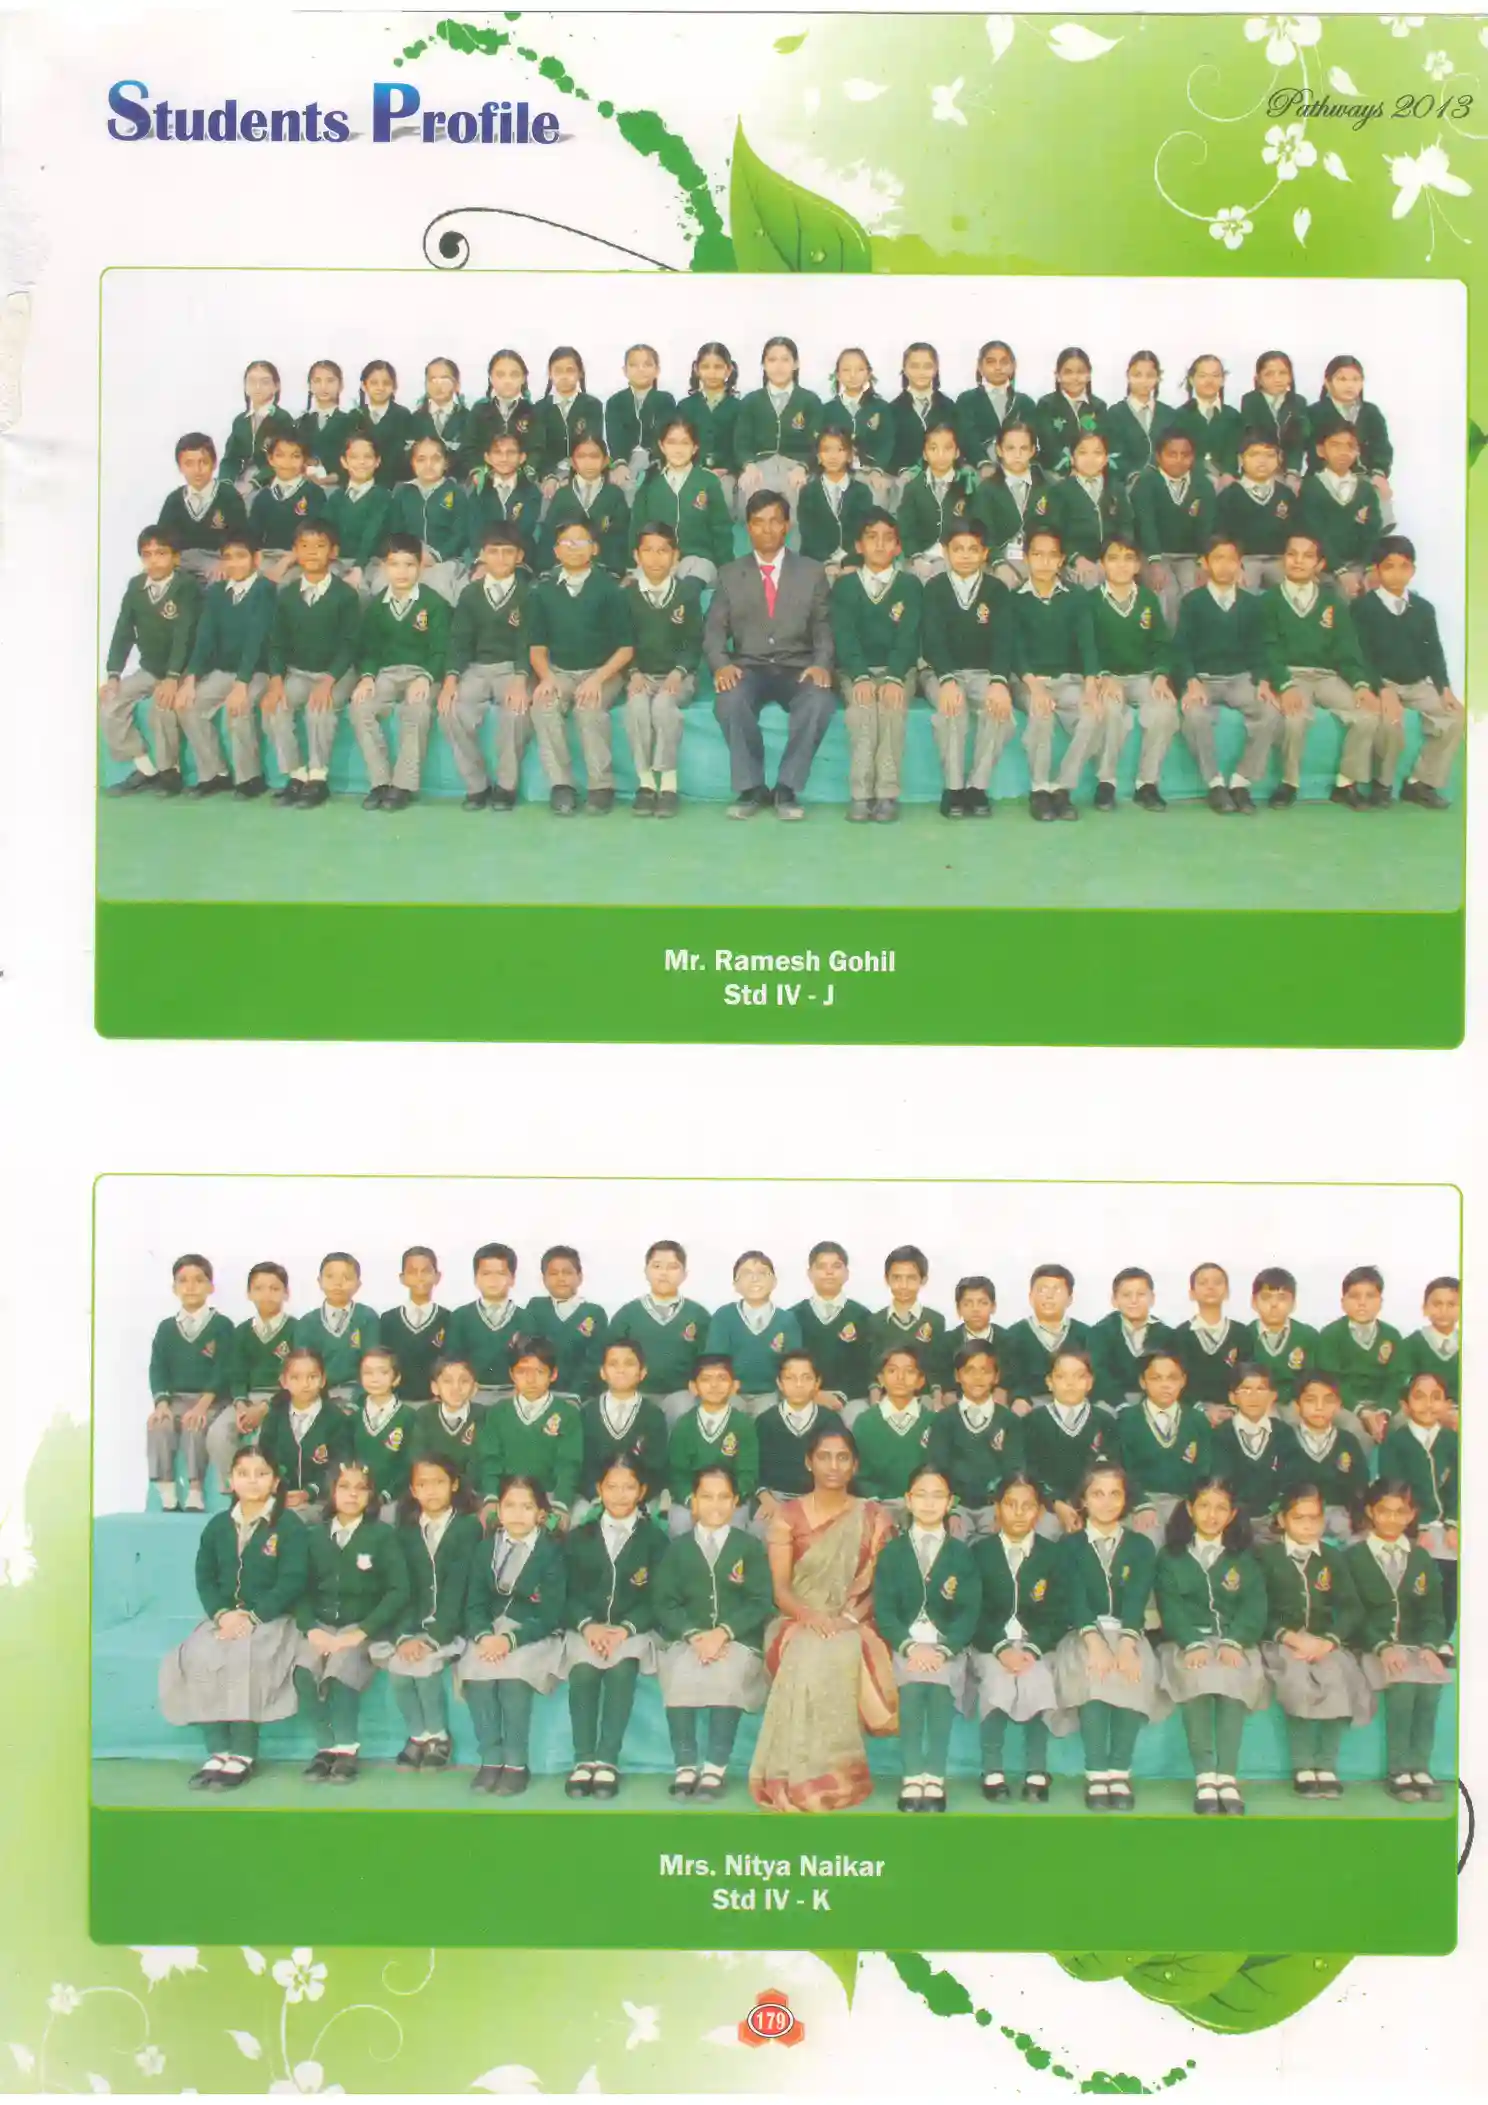 Students Profile
Pathways 2013
Mr. Ramesh Gohil
Std IV - J
Mrs. Nitya Naikar
Std IV - K
179